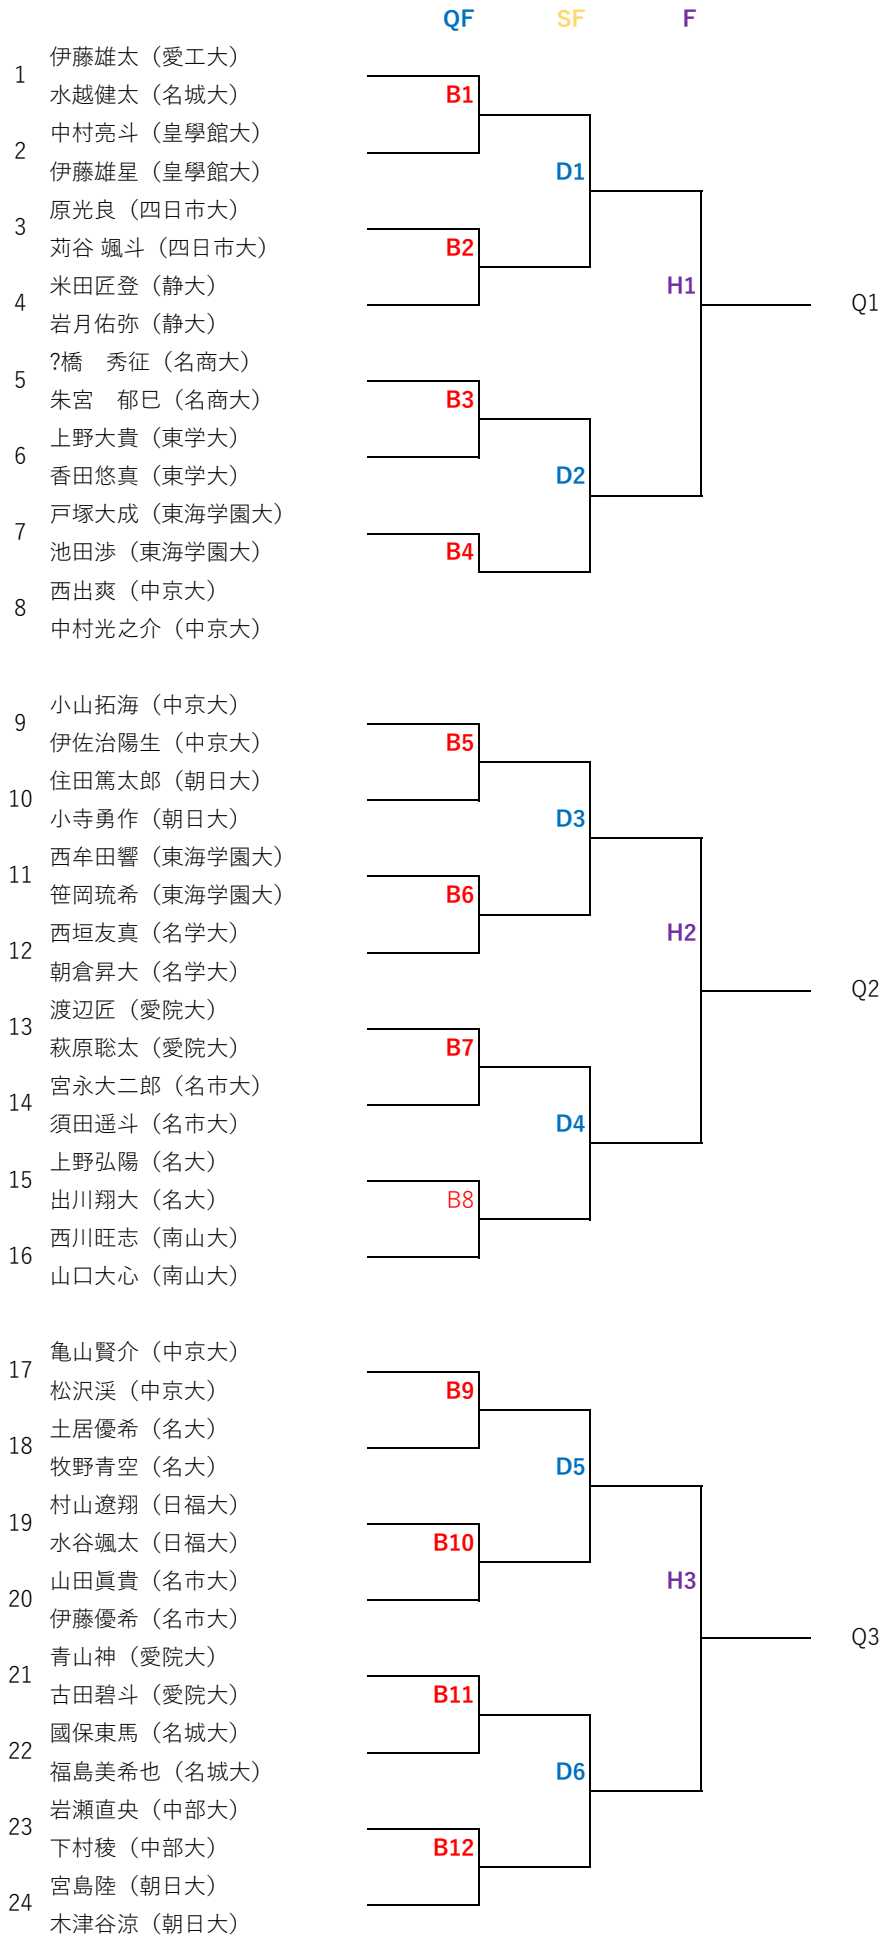 QF SF F
伊藤雄太（愛工大）
1
水越健太（名城大） B1
中村亮斗（皇學館大）
2
伊藤雄星（皇學館大） D1
原光良（四日市大）
3
苅谷 颯斗（四日市大） B2
米田匠登（静大） H1
4 Q1
岩月佑弥（静大）
?橋　秀征（名商大）
5
朱宮　郁巳（名商大） B3
上野大貴（東学大）
6
香田悠真（東学大） D2
戸塚大成（東海学園大）
7
池田渉（東海学園大） B4
西出爽（中京大）
8
中村光之介（中京大）
小山拓海（中京大）
9
伊佐治陽生（中京大） B5
住田篤太郎（朝日大）
10
小寺勇作（朝日大） D3
西牟田響（東海学園大）
11
笹岡琉希（東海学園大） B6
西垣友真（名学大） H2
12
朝倉昇大（名学大）
Q2
渡辺匠（愛院大）
13
萩原聡太（愛院大） B7
宮永大二郎（名市大）
14
須田遥斗（名市大） D4
上野弘陽（名大）
15
出川翔大（名大） B8
西川旺志（南山大）
16
山口大心（南山大）
亀山賢介（中京大）
17
松沢渓（中京大） B9
土居優希（名大）
18
牧野青空（名大） D5
村山遼翔（日福大）
19
水谷颯太（日福大） B10
山田眞貴（名市大） H3
20
伊藤優希（名市大）
Q3
青山神（愛院大）
21
古田碧斗（愛院大） B11
國保東馬（名城大）
22
福島美希也（名城大） D6
岩瀬直央（中部大）
23
下村稜（中部大） B12
宮島陸（朝日大）
24
木津谷涼（朝日大）